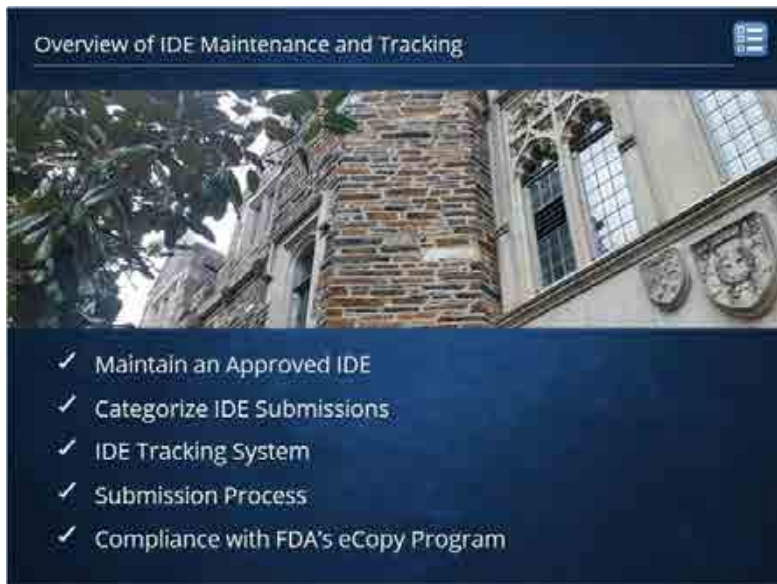 Overview of IDE Maintenance and Tracking
Maintain an Approved IDE
Categorize IDE Submissions
IDE Tracking System
Submission Process
Compliance with FDA's eCopy Program